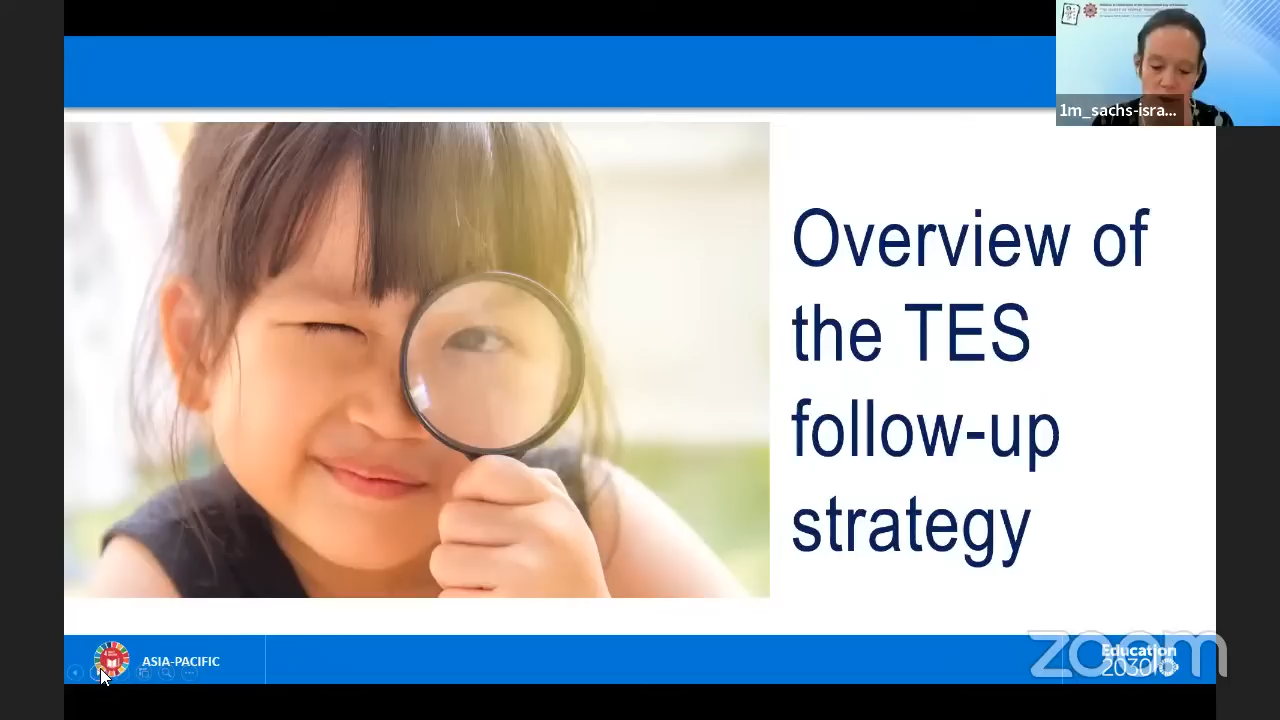 1m_sachs-isra...
Overview of
the TES
follow-up
strategy
ASIA-PACIFIC
Education
2030
zoom